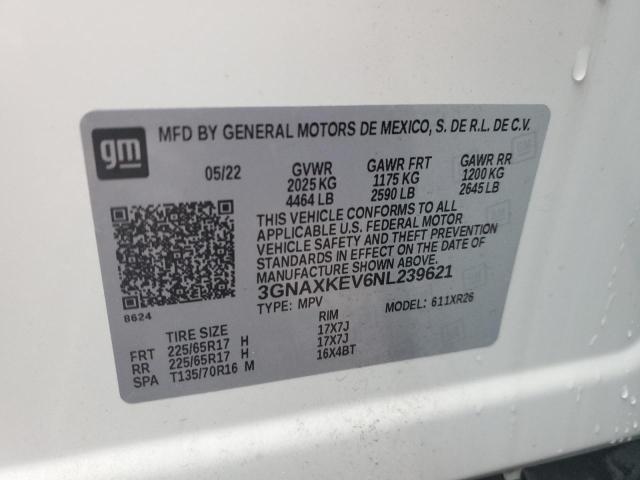 gm
MFD BY GENERAL MOTORS DE MEXICO, S. DE R.L. DE C.V.
05/22 GVWR GAWR FRT GAWR RR
2025 KG 1175 KG 1200 KG
4464 LB 2590 LB 2645 LB
THIS VEHICLE CONFORMS TO ALL
APPLICABLE U.S. FEDERAL MOTOR
VEHICLE SAFETY AND THEFT PREVENTION
STANDARDS IN EFFECT ON THE DATE OF
MANUFACTURE SHOWN ABOVE.
3GNAXKEV6NL239621
TYPE: MPV MODEL: 611XR26
8624
TIRE SIZE RIM
FRT 225/65R17 H 17X7J
RR 225/65R17 H 17X7J
SPA T135/70R16 M 16X4BT